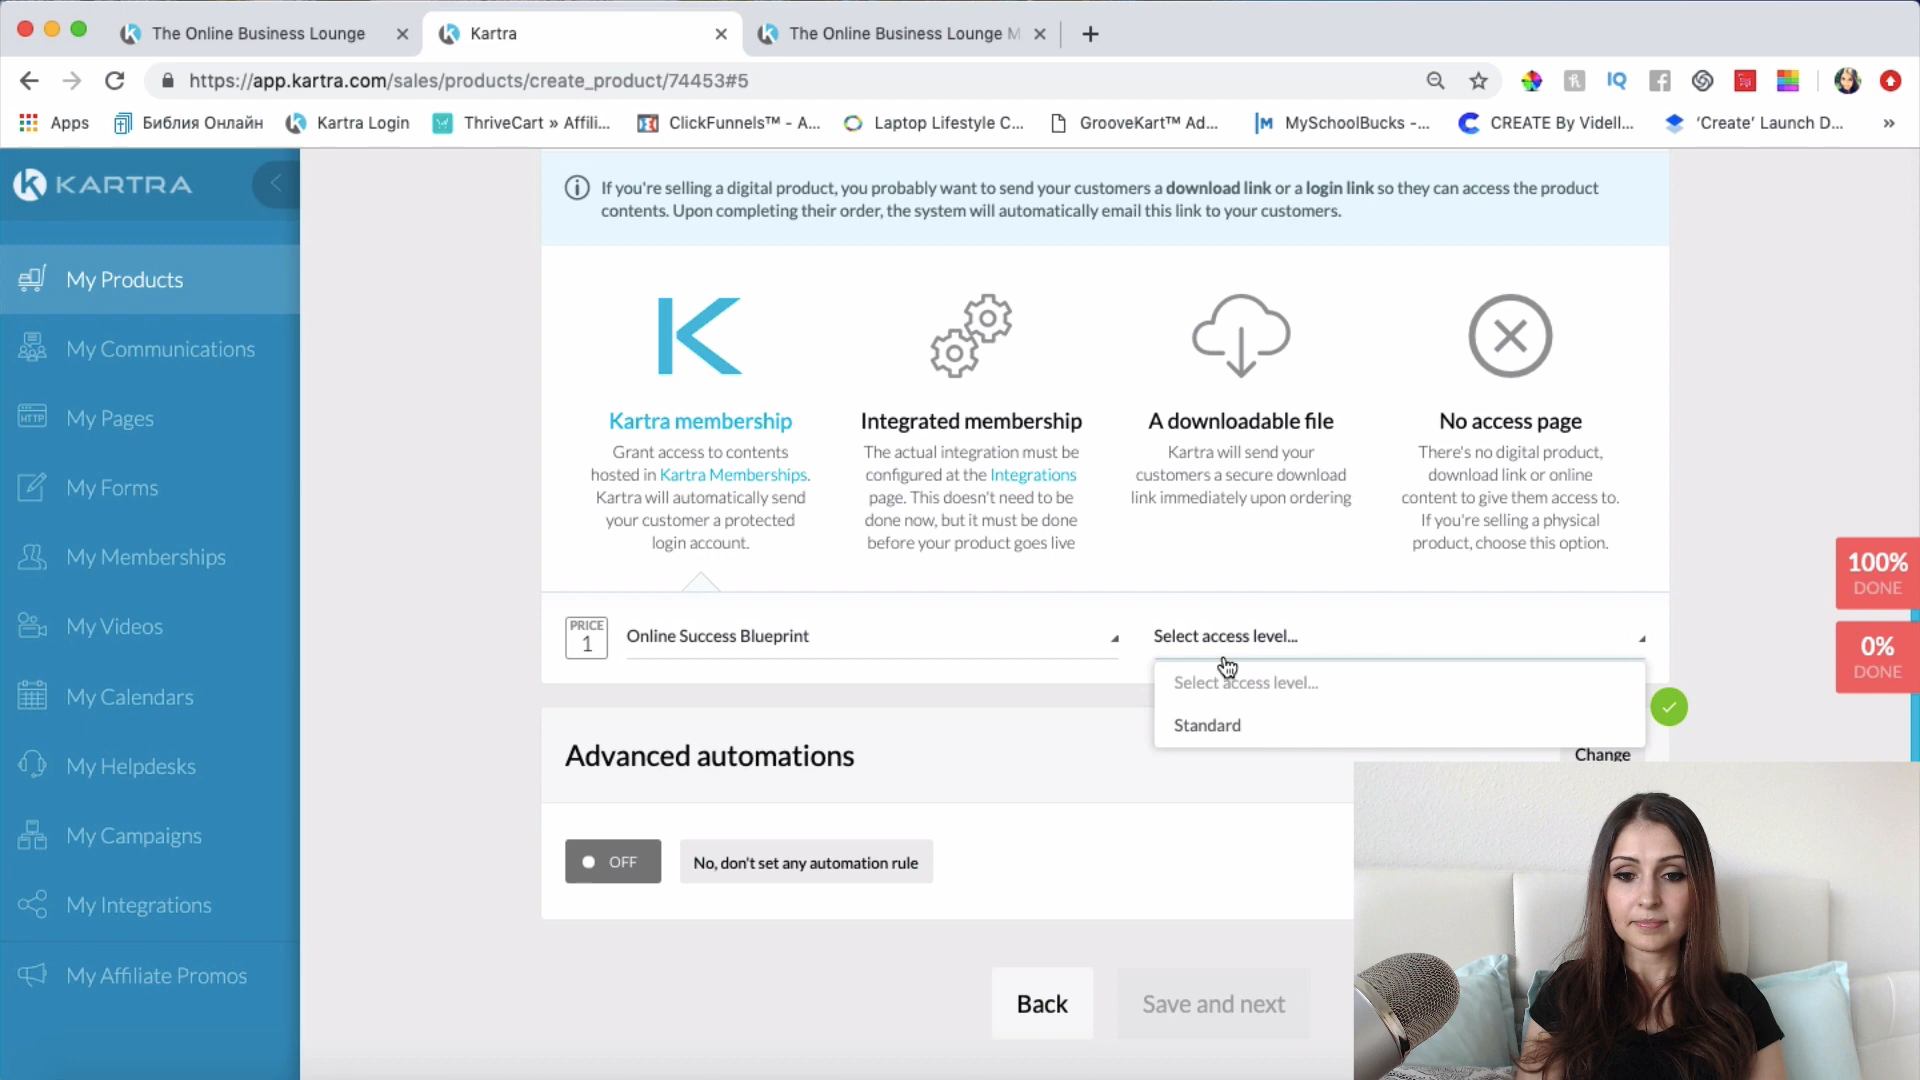 The Online Business Lounge
Kartra
The Online Business Lounge M
https://app.kartra.com/sales/products/create_product/74453#5
Apps
Библия Онлайн
Kartra Login
ThriveCart » Affili...
ClickFunnels™ - A...
Laptop Lifestyle C...
GrooveKart™ Ad...
MySchoolBucks -...
CREATE By Videll...
'Create' Launch D...
KARTRA
My Products
My Communications
HTTP
My Pages
My Forms
My Memberships
My Videos
My Calendars
My Helpdesks
My Campaigns
My Integrations
My Affiliate Promos
If you're selling a digital product, you probably want to send your customers a download link or a login link so they can access the product
contents. Upon completing their order, the system will automatically email this link to your customers.
Kartra membership
Grant access to contents
hosted in Kartra Memberships.
Kartra will automatically send
your customer a protected
login account.
Integrated membership
The actual integration must be
configured at the Integrations
page. This doesn't need to be
done now, but it must be done
before your product goes live
A downloadable file
Kartra will send your
customers a secure download
link immediately upon ordering
No access page
There's no digital product,
download link or online
content to give them access to.
If you're selling a physical
product, choose this option.
PRICE
1
Online Success Blueprint
Select access level...
Select access level...
Standard
100%
DONE
0%
DONE
Advanced automations
Change
OFF
No, don't set any automation rule
Back
Save and next